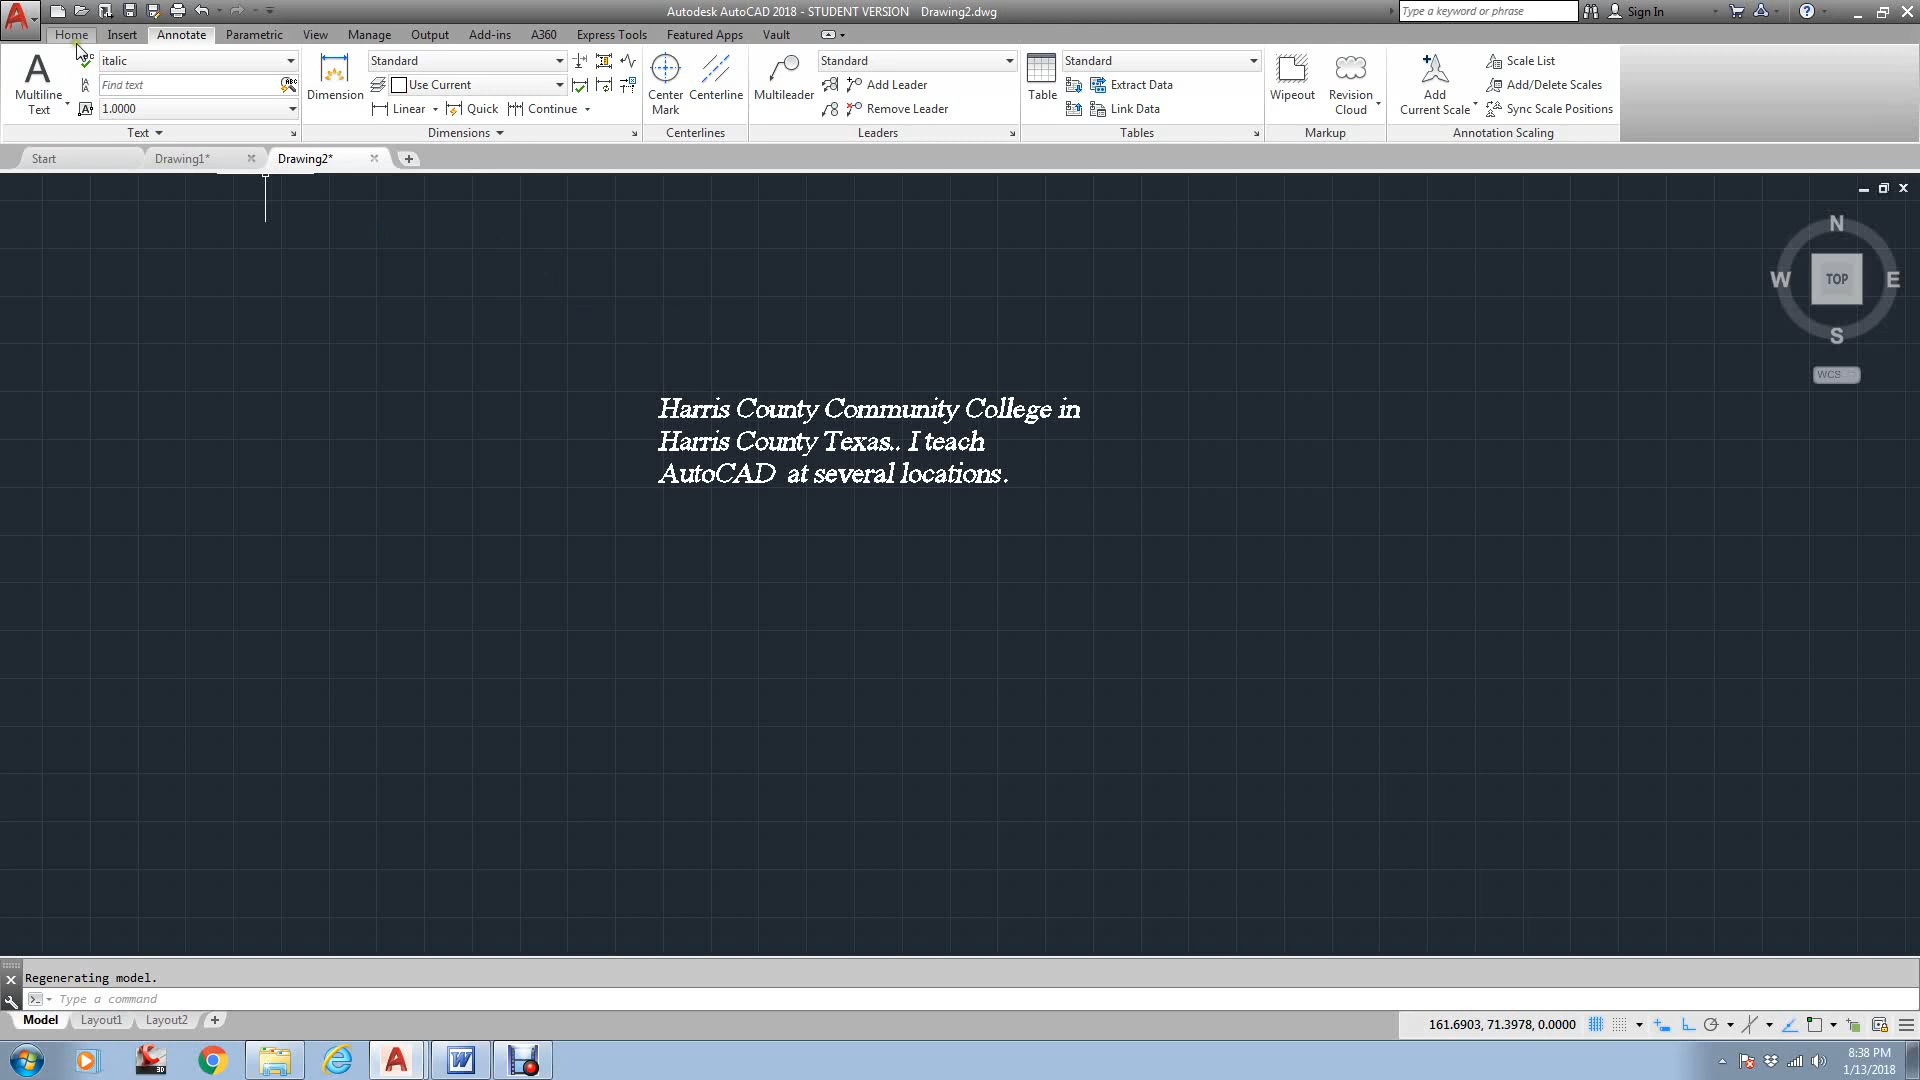 Autodesk AutoCAD 2018 - STUDENT VERSION Drawing2.dwg
Type a keyword or phrase
Sign In
Home Insert Annotate Parametric View Manage Output Add-ins A360 Express Tools Featured Apps Vault
Multiline Text
italic
Find text
1.0000
Text
Dimension
Standard
Use Current
Linear Quick Continue
Dimensions
Center Mark
Centerline
Centerlines
Multileader
Standard
Add Leader
Remove Leader
Leaders
Table
Standard
Extract Data
Link Data
Tables
Wipeout
Revision Cloud
Markup
Add Current Scale
Scale List
Add/Delete Scales
Sync Scale Positions
Annotation Scaling
Start Drawing1* Drawing2*
N
W TOP E
S
WCS
Harris County Community College in
Harris County Texas.. I teach
AutoCAD at several locations.
Regenerating model.
Type a command
Model Layout1 Layout2
161.6903, 71.3978, 0.0000
8:38 PM
1/13/2018